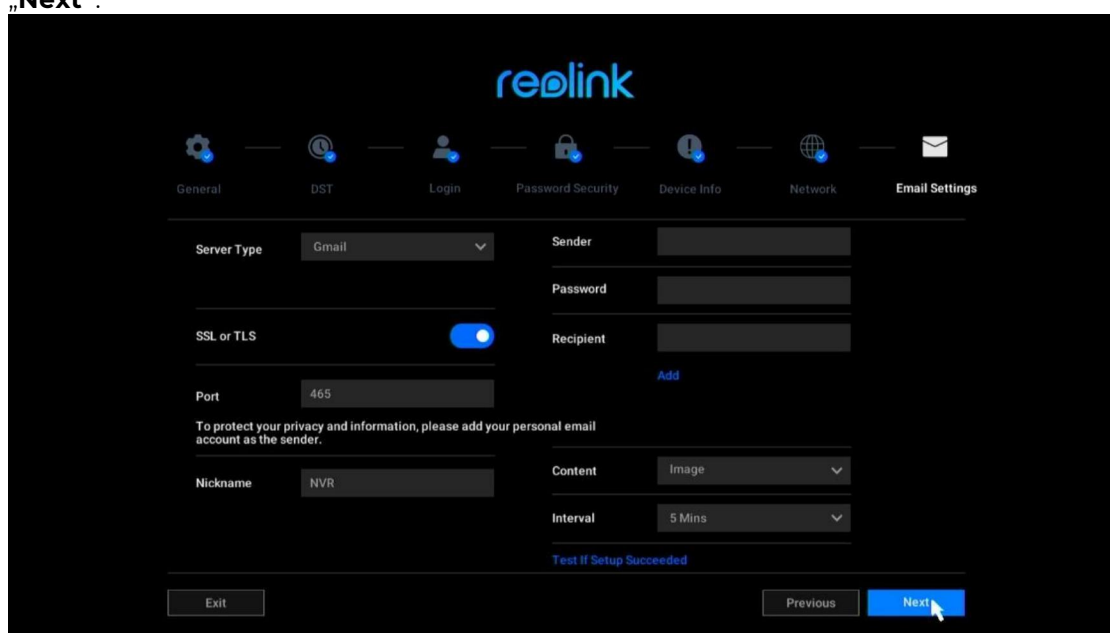 „Next“.
reolink
General DST Login Password Security Device Info Network Email Settings
Server Type Gmail
Sender
Password
SSL or TLS
Recipient
Add
Port 465
To protect your privacy and information, please add your personal email
account as the sender.
Content Image
Nickname NVR
Interval 5 Mins
Test If Setup Succeeded
Exit Previous Next